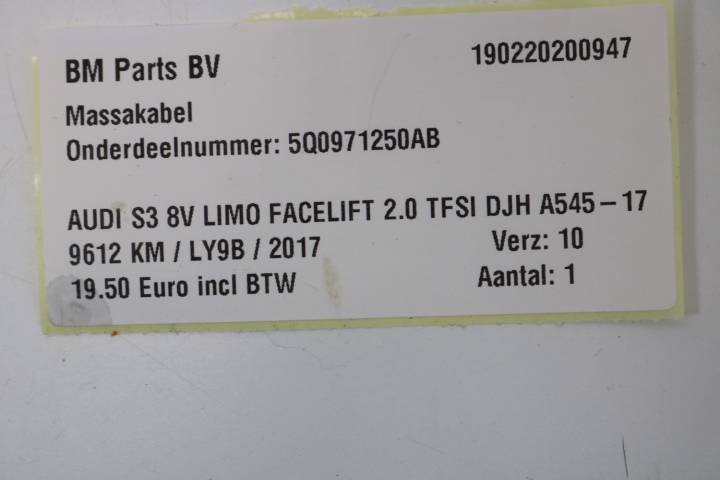 BM Parts BV 190220200947
Massakabel
Onderdeelnummer: 5Q0971250AB
AUDI S3 8V LIMO FACELIFT 2.0 TFSI DJH A545-17
9612 KM / LY9B / 2017 Verz: 10
19.50 Euro incl BTW Aantal: 1